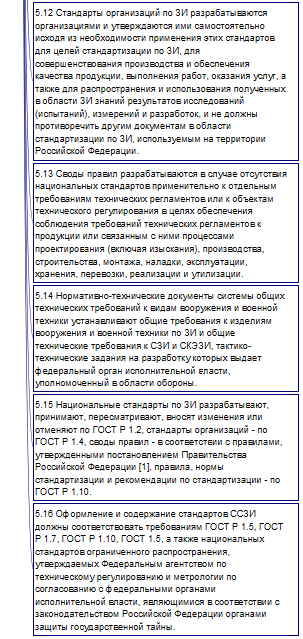 5.12 Стандарты организаций по ЗИ разрабатываются
организациями и утверждаются ими самостоятельно
исходя из необходимости применения этих стандартов
для целей стандартизации по ЗИ, для
совершенствования производства и обеспечения
качества продукции, выполнения работ, оказания услуг, а
также для распространения и использования полученных
в области ЗИ знаний результатов исследований
(испытаний), измерений и разработок, и не должны
противоречить другим документам в области
стандартизации по ЗИ, используемым на территории
Российской Федерации.
5.13 Своды правил разрабатываются в случае отсутствия
национальных стандартов применительно к отдельным
требованиям технических регламентов или к объектам
технического регулирования в целях обеспечения
соблюдения требований технических регламентов к
продукции или связанным с ними процессами
проектирования (включая изыскания), производства,
строительства, монтажа, наладки, эксплуатации,
хранения, перевозки, реализации и утилизации.
5.14 Нормативно-технические документы системы общих
технических требований к видам вооружения и военной
техники устанавливают общие требования к изделиям
вооружения и военной техники по ЗИ и общие
технические требования к СЗИ и СКЭЗИ, тактико-
технические задания на разработку которых выдает
федеральный орган исполнительной власти,
уполномоченный в области обороны.
5.15 Национальные стандарты по ЗИ разрабатывают,
принимают, пересматривают, вносят изменения или
отменяют по ГОСТ Р 1.2, стандарты организаций - по
ГОСТ Р 1.4, своды правил - в соответствии с правилами,
утвержденными постановлением Правительства
Российской Федерации [1], правила, нормы
стандартизации и рекомендации по стандартизации - по
ГОСТ Р 1.10.
5.16 Оформление и содержание стандартов ССЗИ
должны соответствовать требованиям ГОСТ Р 1.5, ГОСТ
Р 1.7, ГОСТ Р 1.10, ГОСТ 1.5, а также национальных
стандартов ограниченного распространения,
утверждаемых Федеральным агентством по
техническому регулированию и метрологии по
согласованию с федеральными органами
исполнительной власти, являющимися в соответствии с
законодательством Российской Федерации органами
защиты государственной тайны.